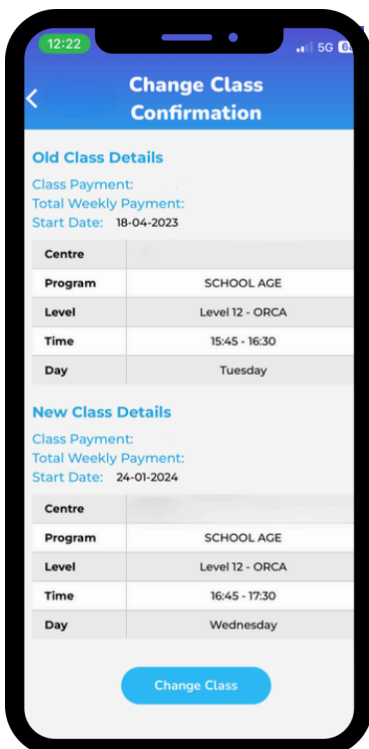 12:22
5G
Change Class
Confirmation
Old Class Details
Class Payment:
Total Weekly Payment:
Start Date: 18-04-2023
Centre
Program SCHOOL AGE
Level Level 12 - ORCA
Time 15:45 - 16:30
Day Tuesday
New Class Details
Class Payment:
Total Weekly Payment:
Start Date: 24-01-2024
Centre
Program SCHOOL AGE
Level Level 12 - ORCA
Time 16:45 - 17:30
Day Wednesday
Change Class